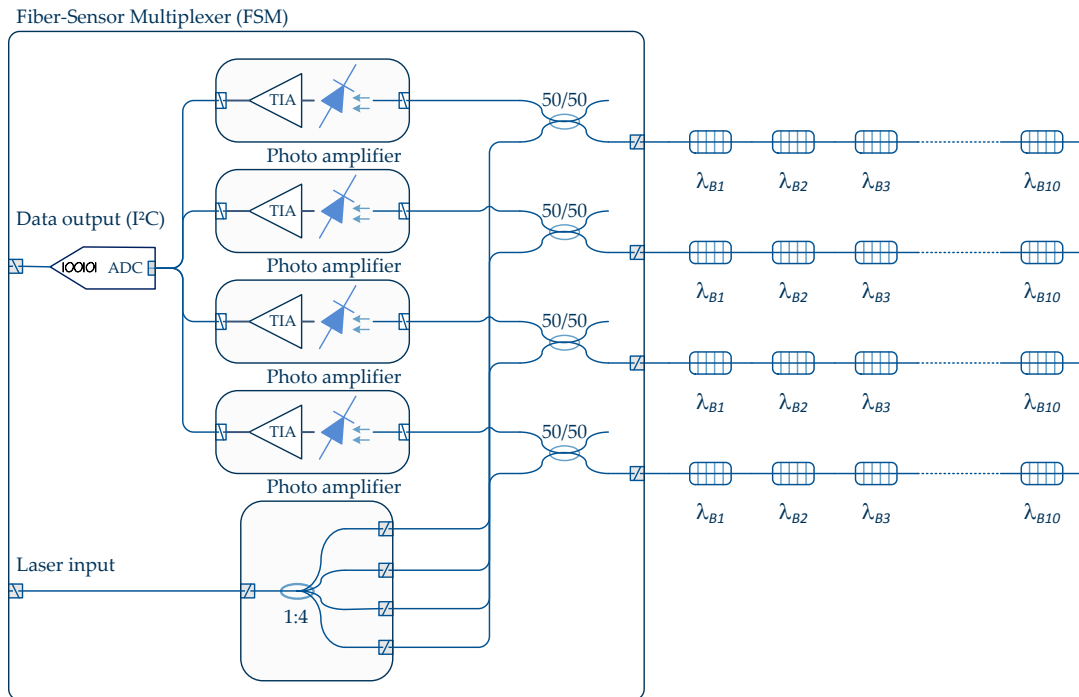 Fiber-Sensor Multiplexer (FSM)
TIA
50/50
Photo amplifier
λB1 λB2 λB3 λB10
TIA
50/50
Data output (I²C)
Photo amplifier
λB1 λB2 λB3 λB10
100101 ADC
TIA
50/50
Photo amplifier
λB1 λB2 λB3 λB10
TIA
50/50
Photo amplifier
λB1 λB2 λB3 λB10
Laser input
1:4